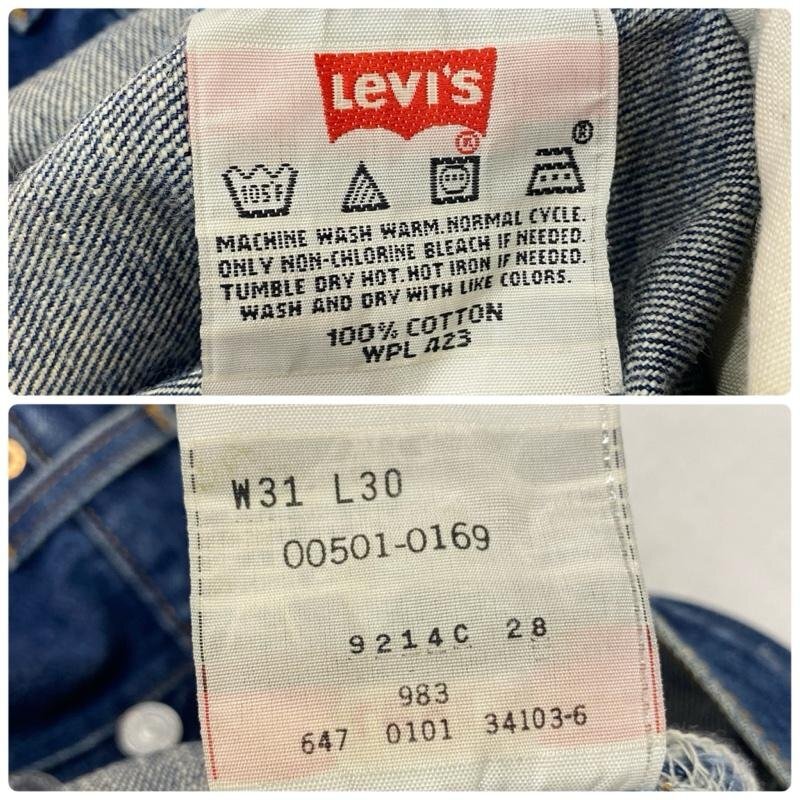 LEVI'S
®
®
105°F
MACHINE WASH WARM. NORMAL CYCLE.
ONLY NON-CHLORINE BLEACH IF NEEDED.
TUMBLE DRY HOT. HOT IRON IF NEEDED.
WASH AND DRY WITH LIKE COLORS.
100% COTTON
WPL 423
W31 L30
00501-0169
9214C 28
983
647 0101 34103-6